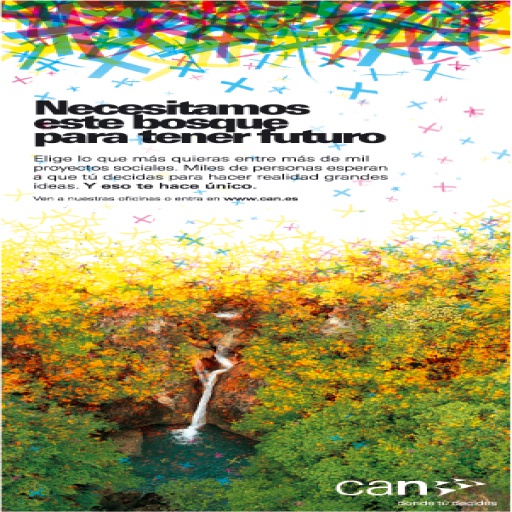 Necesitamos
este bosque
para tener futuro
Elige lo que más quieras entre más de mil
proyectos sociales. Miles de personas esperan
a que tú decidas para hacer realidad grandes
ideas. Y eso te hace único.
Ven a nuestras oficinas o entra en www.can.es
can
donde tú decides